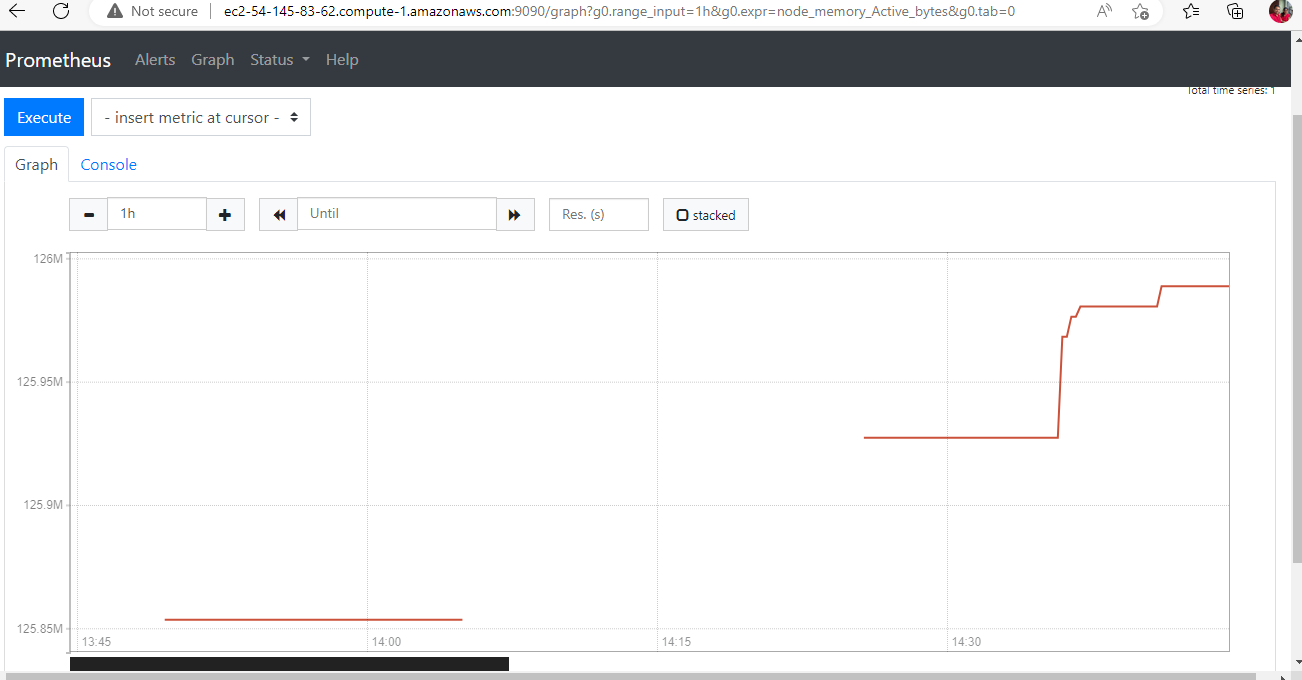 Not secure ec2-54-145-83-62.compute-1.amazonaws.com:9090/graph?g0.range_input=1h&g0.expr=node_memory_Active_bytes&g0.tab=0
Prometheus Alerts Graph Status Help
Total time series: 1
Execute - insert metric at cursor -
Graph Console
1h Until Res. (s) stacked
126M
125.95M
125.9M
125.85M
13:45 14:00 14:15 14:30